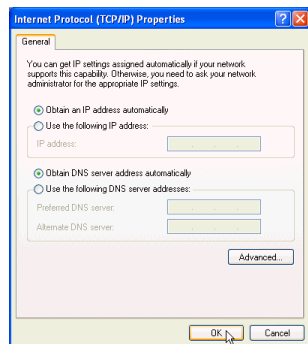 Internet Protocol (TCP/IP) Properties
General
You can get IP settings assigned automatically if your network
supports this capability. Otherwise, you need to ask your network
administrator for the appropriate IP settings.
Obtain an IP address automatically
Use the following IP address:
IP address:
Obtain DNS server address automatically
Use the following DNS server addresses:
Preferred DNS server:
Alternate DNS server:
Advanced...
OK Cancel